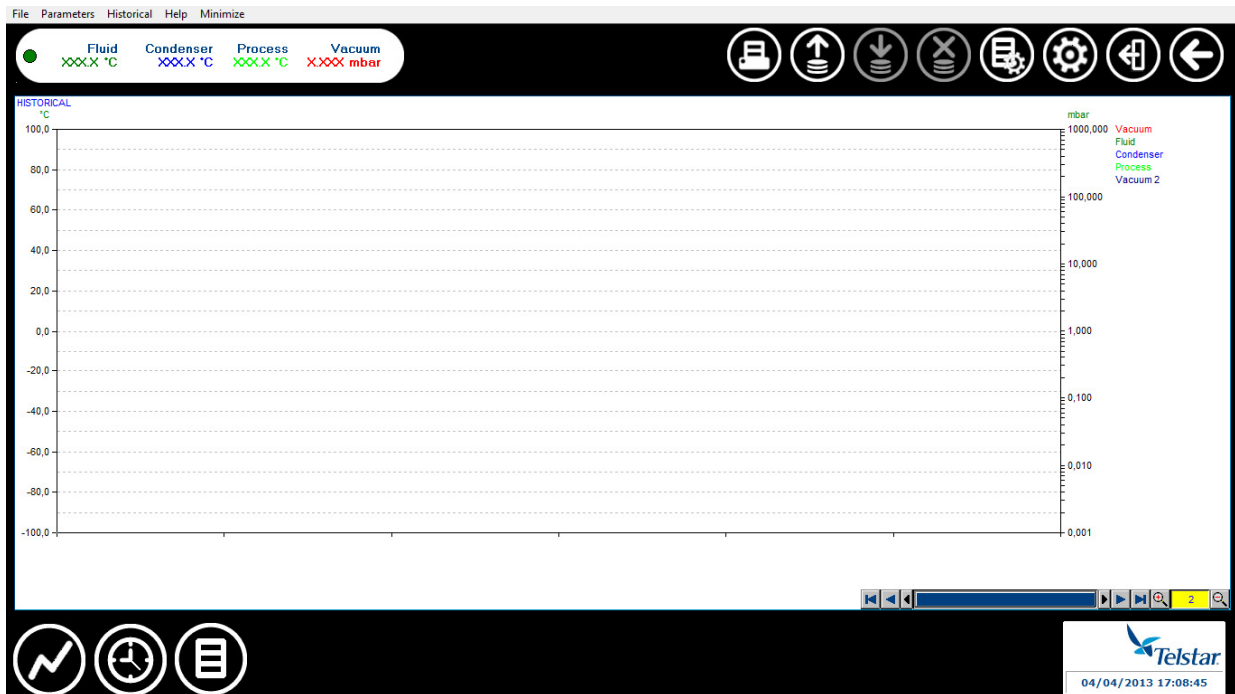 File Parameters Historical Help Minimize
Fluid Condenser Process Vacuum
XXX.X °C XXX.X °C XXX.X °C X.XXX mbar
HISTORICAL
°C mbar
100,0 1000,000 Vacuum
Fluid
Condenser
80,0 Process
Vacuum 2
100,000
60,0
40,0
10,000
20,0
0,0 1,000
-20,0
0,100
-40,0
-60,0
0,010
-80,0
-100,0 0,001
2
Telstar
04/04/2013 17:08:45